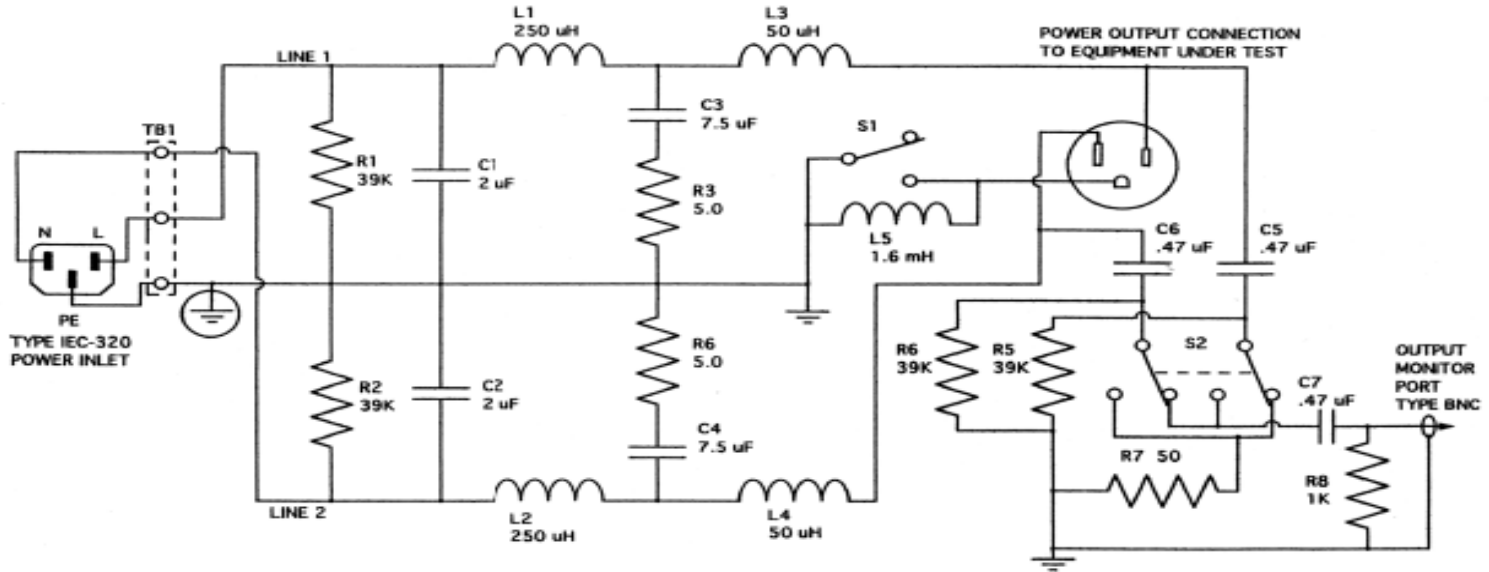 L1
250 uH
L3
50 uH
POWER OUTPUT CONNECTION
TO EQUIPMENT UNDER TEST
LINE 1
C3
7.5 uF
S1
TB1
R1
39K
C1
2 uF
R3
5.0
N L
L5
1.6 mH
C6
.47 uF
C5
.47 uF
PE
TYPE IEC-320
POWER INLET
R6
5.0
R6
39K
R5
39K
S2
OUTPUT
MONITOR
PORT
TYPE BNC
R2
39K
C2
2 uF
C7
.47 uF
C4
7.5 uF
R7 50
R8
1K
LINE 2
L2
250 uH
L4
50 uH